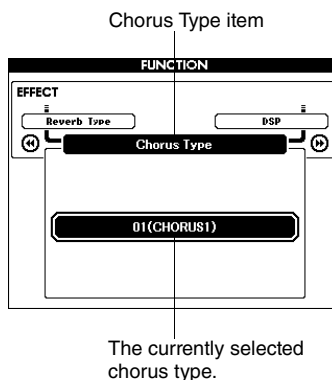 Chorus Type item
FUNCTION
EFFECT
Reverb Type
DSP
Chorus Type
01(CHORUS1)
The currently selected
chorus type.